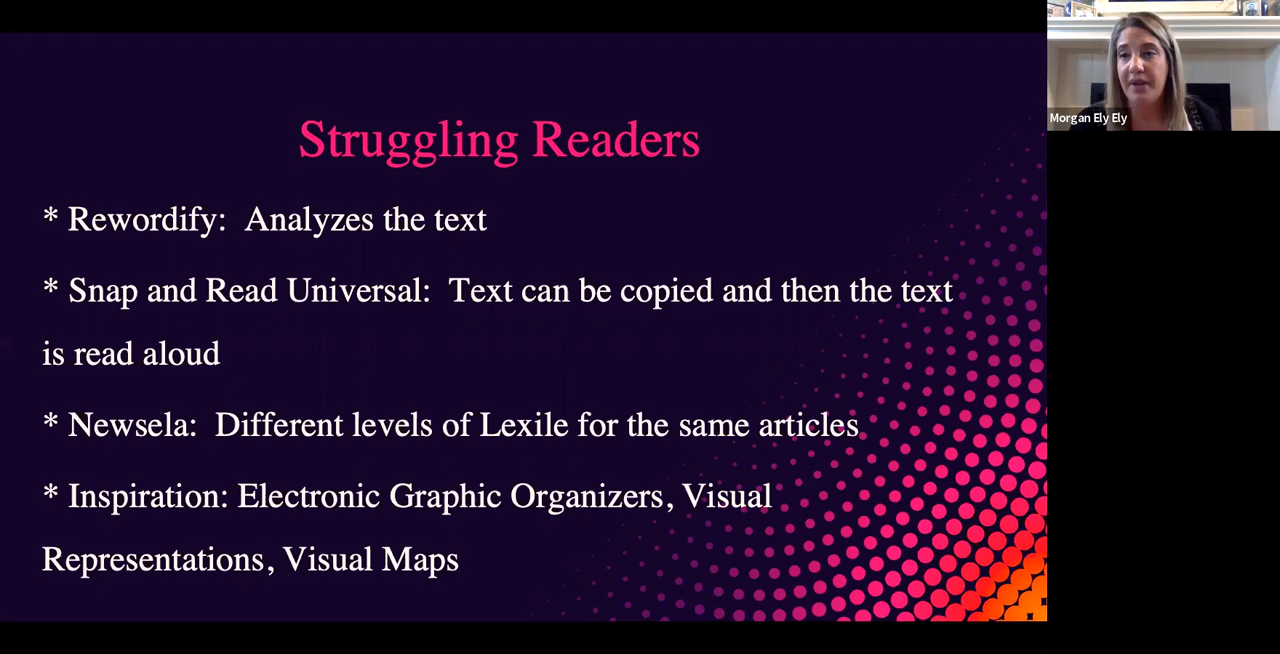 Struggling Readers
* Rewordify:  Analyzes the text
* Snap and Read Universal:  Text can be copied and then the text
is read aloud
* Newsela:  Different levels of Lexile for the same articles
* Inspiration: Electronic Graphic Organizers, Visual
Representations, Visual Maps
Morgan Ely Ely